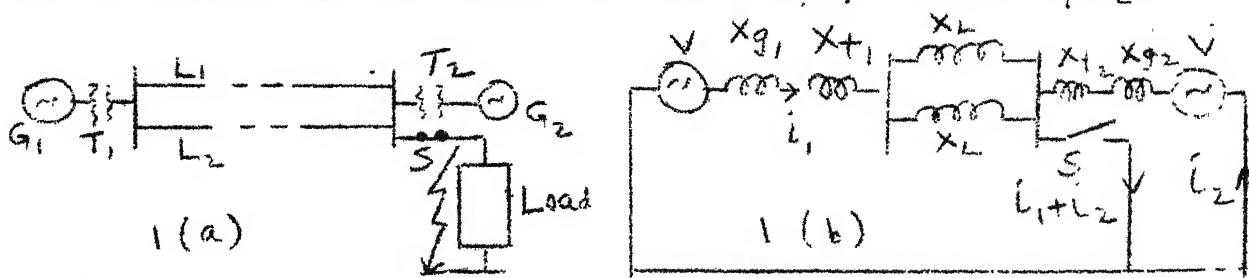 V Xg1 Xt1 XL
L1 T2 Xt2 Xg2 V
G1 T1 L2 G2 i1 XL
S Load S i1+i2 i2
1(a) 1(b)